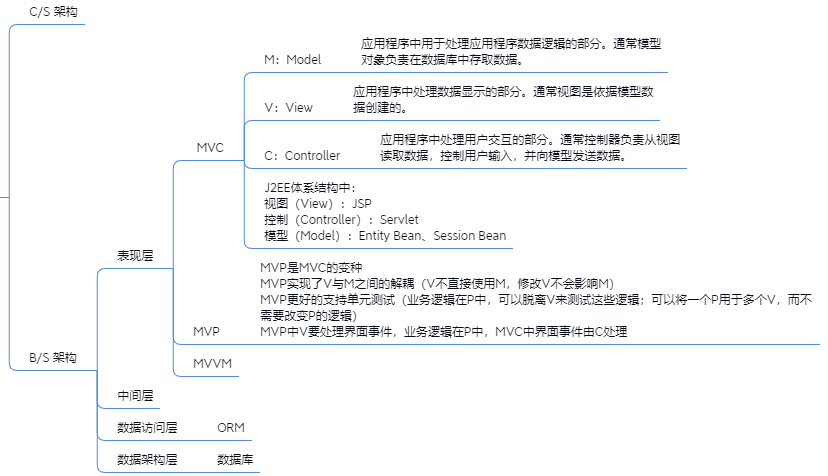 C/S 架构
应用程序中用于处理应用程序数据逻辑的部分。通常模型
M：Model
对象负责在数据库中存取数据。
应用程序中处理数据显示的部分。通常视图是依据模型数
V：View
据创建的。
应用程序中处理用户交互的部分。通常控制器负责从视图
MVC
C：Controller
读取数据，控制用户输入，并向模型发送数据。
J2EE体系结构中：
视图（View）：JSP
控制（Controller）：Servlet
模型（Model）：Entity Bean、Session Bean
表现层
MVP是MVC的变种
MVP实现了V与M之间的解耦（V不直接使用M，修改V不会影响M）
MVP更好的支持单元测试（业务逻辑在P中，可以脱离V来测试这些逻辑；可以将一个P用于多个V，而不
需要改变P的逻辑）
MVP
MVP中V要处理界面事件，业务逻辑在P中，MVC中界面事件由C处理
B/S 架构
MVVM
中间层
数据访问层
ORM
数据架构层
数据库